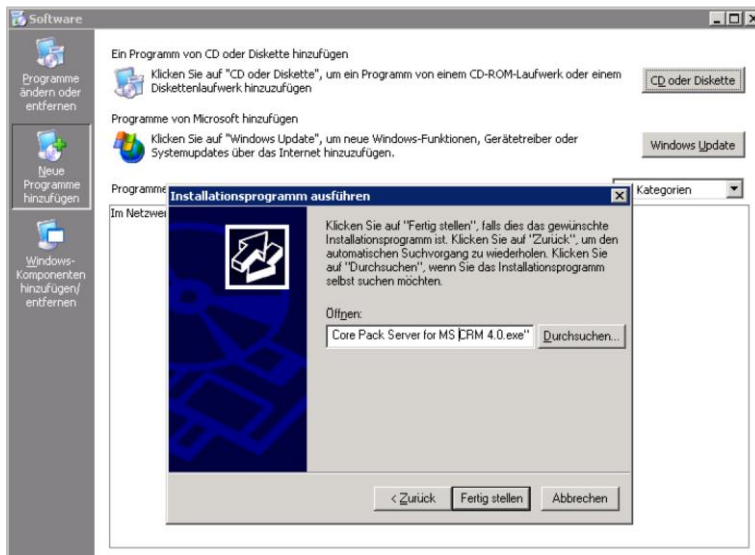 Software
Programme
ändern oder
entfernen
Neue
Programme
hinzufügen
Windows-
Komponenten
hinzufügen/
entfernen
Ein Programm von CD oder Diskette hinzufügen
Klicken Sie auf "CD oder Diskette", um ein Programm von einem CD-ROM-Laufwerk oder einem
Diskettenlaufwerk hinzuzufügen
CD oder Diskette
Programme von Microsoft hinzufügen
Klicken Sie auf "Windows Update", um neue Windows-Funktionen, Gerätetreiber oder
Systemupdates über das Internet hinzuzufügen.
Windows Update
Programme
Kategorien
Im Netzwer
Installationsprogramm ausführen
Klicken Sie auf "Fertig stellen", falls dies das gewünschte
Installationsprogramm ist. Klicken Sie auf "Zurück", um den
automatischen Suchvorgang zu wiederholen. Klicken Sie
auf "Durchsuchen", wenn Sie das Installationsprogramm
selbst suchen möchten.
Öffnen:
Core Pack Server for MS CRM 4.0.exe"
Durchsuchen...
< Zurück
Fertig stellen
Abbrechen